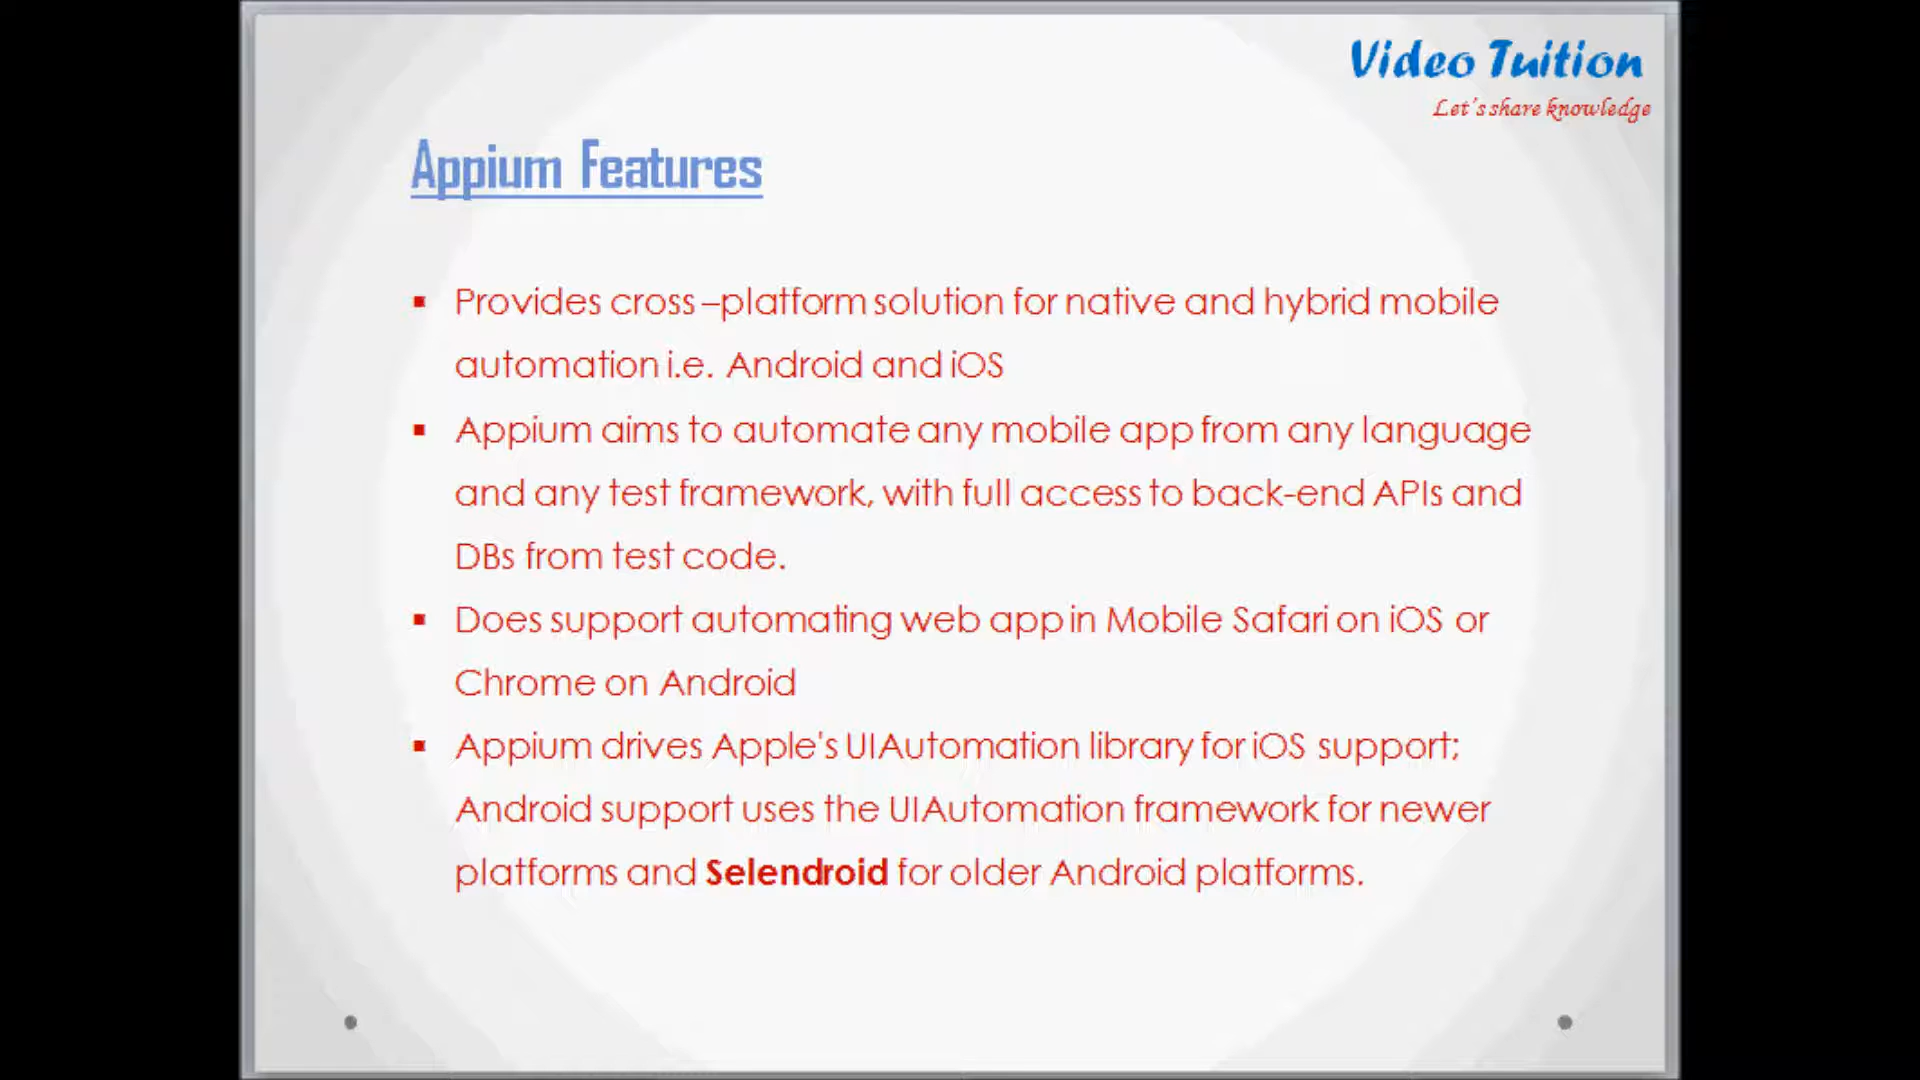 Video Tuition
Let's share knowledge
Appium Features
▪ Provides cross –platform solution for native and hybrid mobile
automation i.e. Android and iOS
▪ Appium aims to automate any mobile app from any language
and any test framework, with full access to back-end APIs and
DBs from test code.
▪ Does support automating web app in Mobile Safari on iOS or
Chrome on Android
▪ Appium drives Apple's UIAutomation library for iOS support;
Android support uses the UIAutomation framework for newer
platforms and Selendroid for older Android platforms.